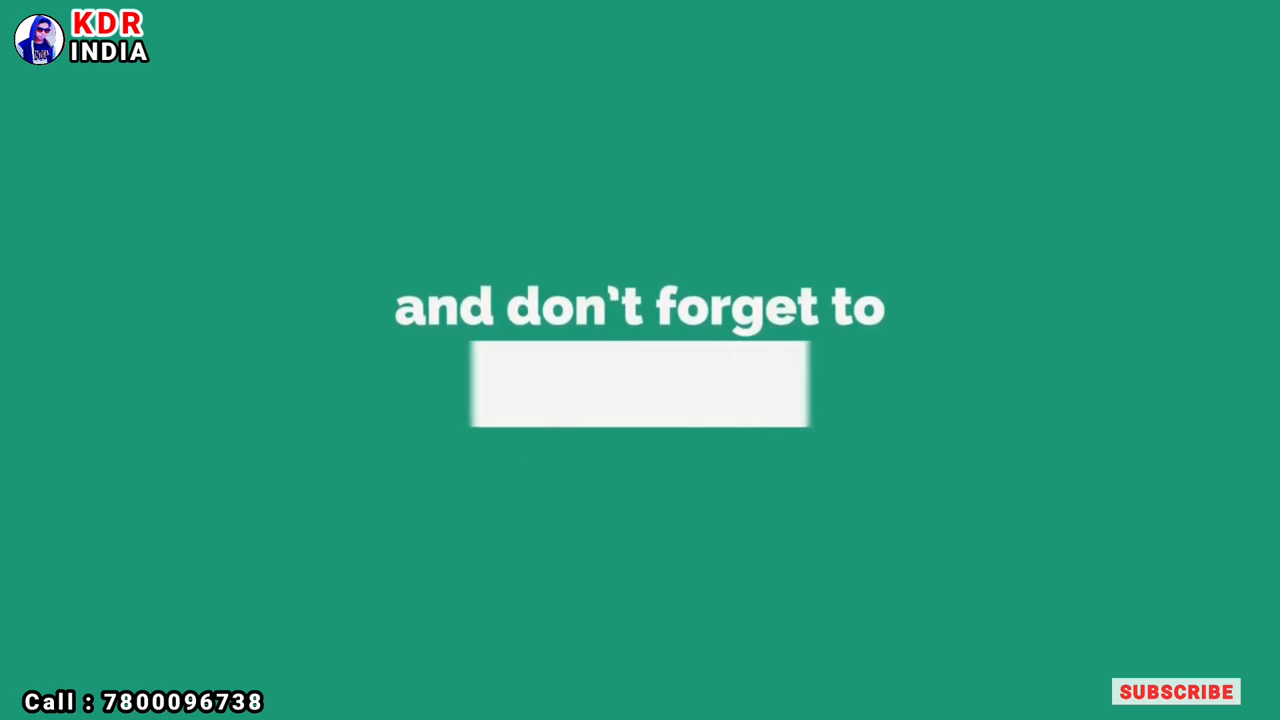 KDR
INDIA
and don't forget to
Call : 7800096738
SUBSCRIBE